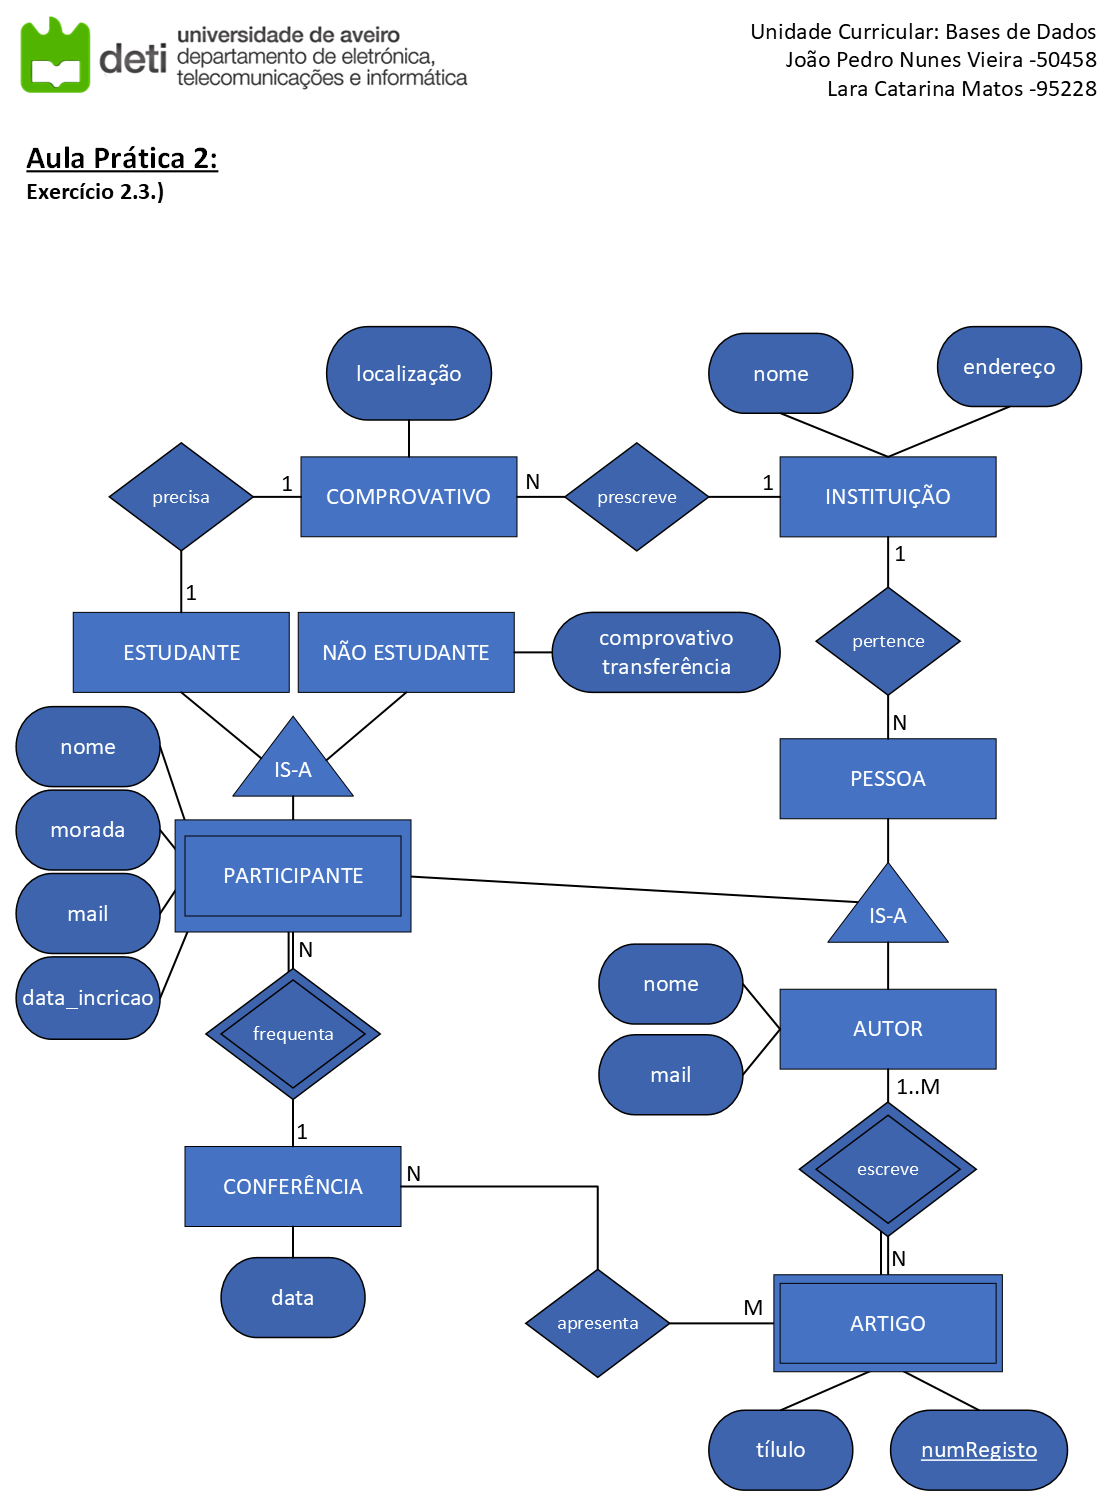 deti
universidade de aveiro
departamento de eletrónica,
telecomunicações e informática
Unidade Curricular: Bases de Dados
João Pedro Nunes Vieira -50458
Lara Catarina Matos -95228
Aula Prática 2:
Exercício 2.3.)
localização
nome
endereço
precisa
1
COMPROVATIVO
N
prescreve
1
INSTITUIÇÃO
1
1
ESTUDANTE
NÃO ESTUDANTE
comprovativo
transferência
pertence
N
nome
IS-A
PESSOA
morada
PARTICIPANTE
mail
IS-A
N
data_incricao
frequenta
nome
AUTOR
mail
1..M
1
CONFERÊNCIA
N
escreve
N
data
apresenta
M
ARTIGO
tílulo
numRegisto